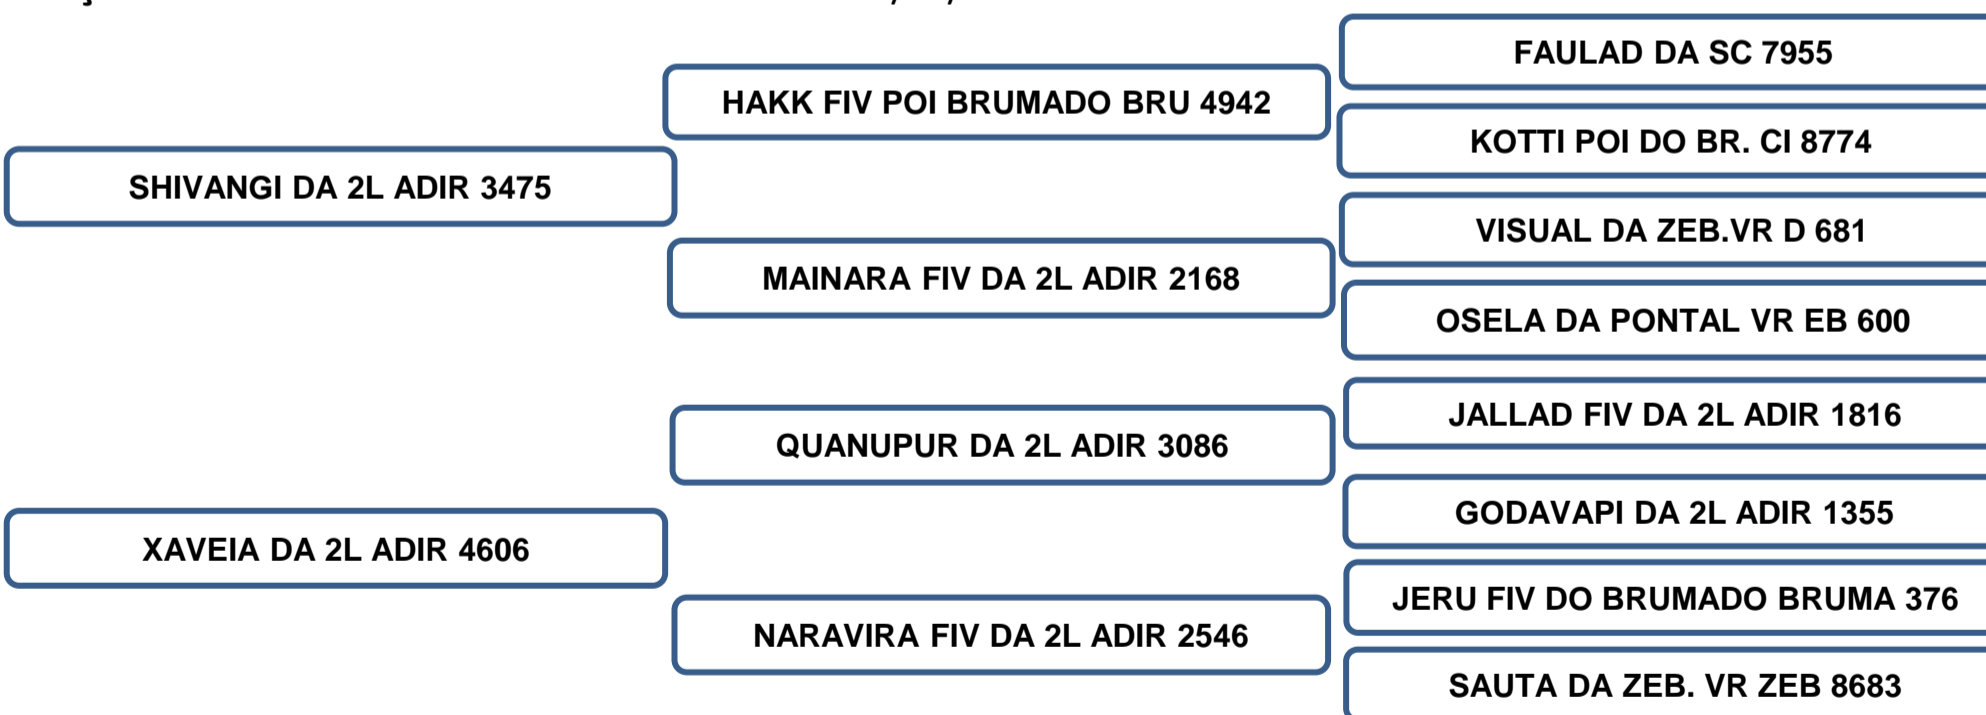 FAULAD DA SC 7955
HAKK FIV POI BRUMADO BRU 4942
KOTTI POI DO BR. CI 8774
SHIVANGI DA 2L ADIR 3475
VISUAL DA ZEB.VR D 681
MAINARA FIV DA 2L ADIR 2168
OSELA DA PONTAL VR EB 600
JALLAD FIV DA 2L ADIR 1816
QUANUPUR DA 2L ADIR 3086
GODAVAPI DA 2L ADIR 1355
XAVEIA DA 2L ADIR 4606
JERU FIV DO BRUMADO BRUMA 376
NARAVIRA FIV DA 2L ADIR 2546
SAUTA DA ZEB. VR ZEB 8683